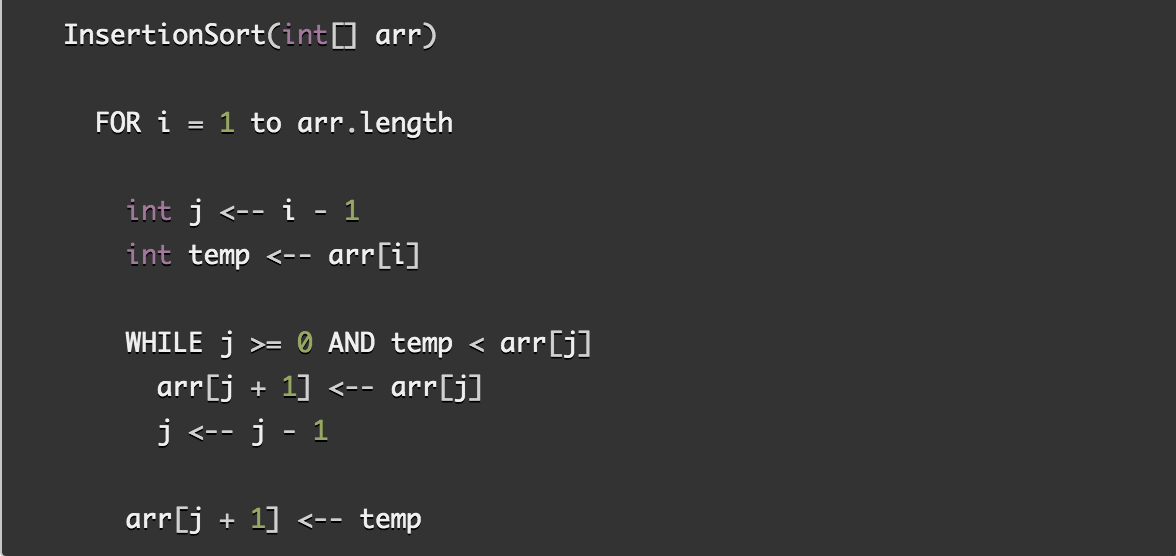 InsertionSort(int[] arr)
FOR i = 1 to arr.length
int j <-- i - 1
int temp <-- arr[i]
WHILE j >= 0 AND temp < arr[j]
arr[j + 1] <-- arr[j]
j <-- j - 1
arr[j + 1] <-- temp